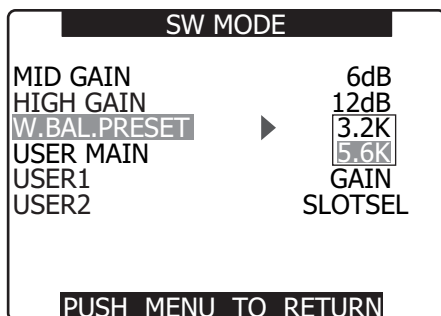 SW MODE
MID GAIN 6dB
HIGH GAIN 12dB
W.BAL.PRESET 3.2K
5.6K
USER MAIN
USER1 GAIN
USER2 SLOTSEL
PUSH MENU TO RETURN